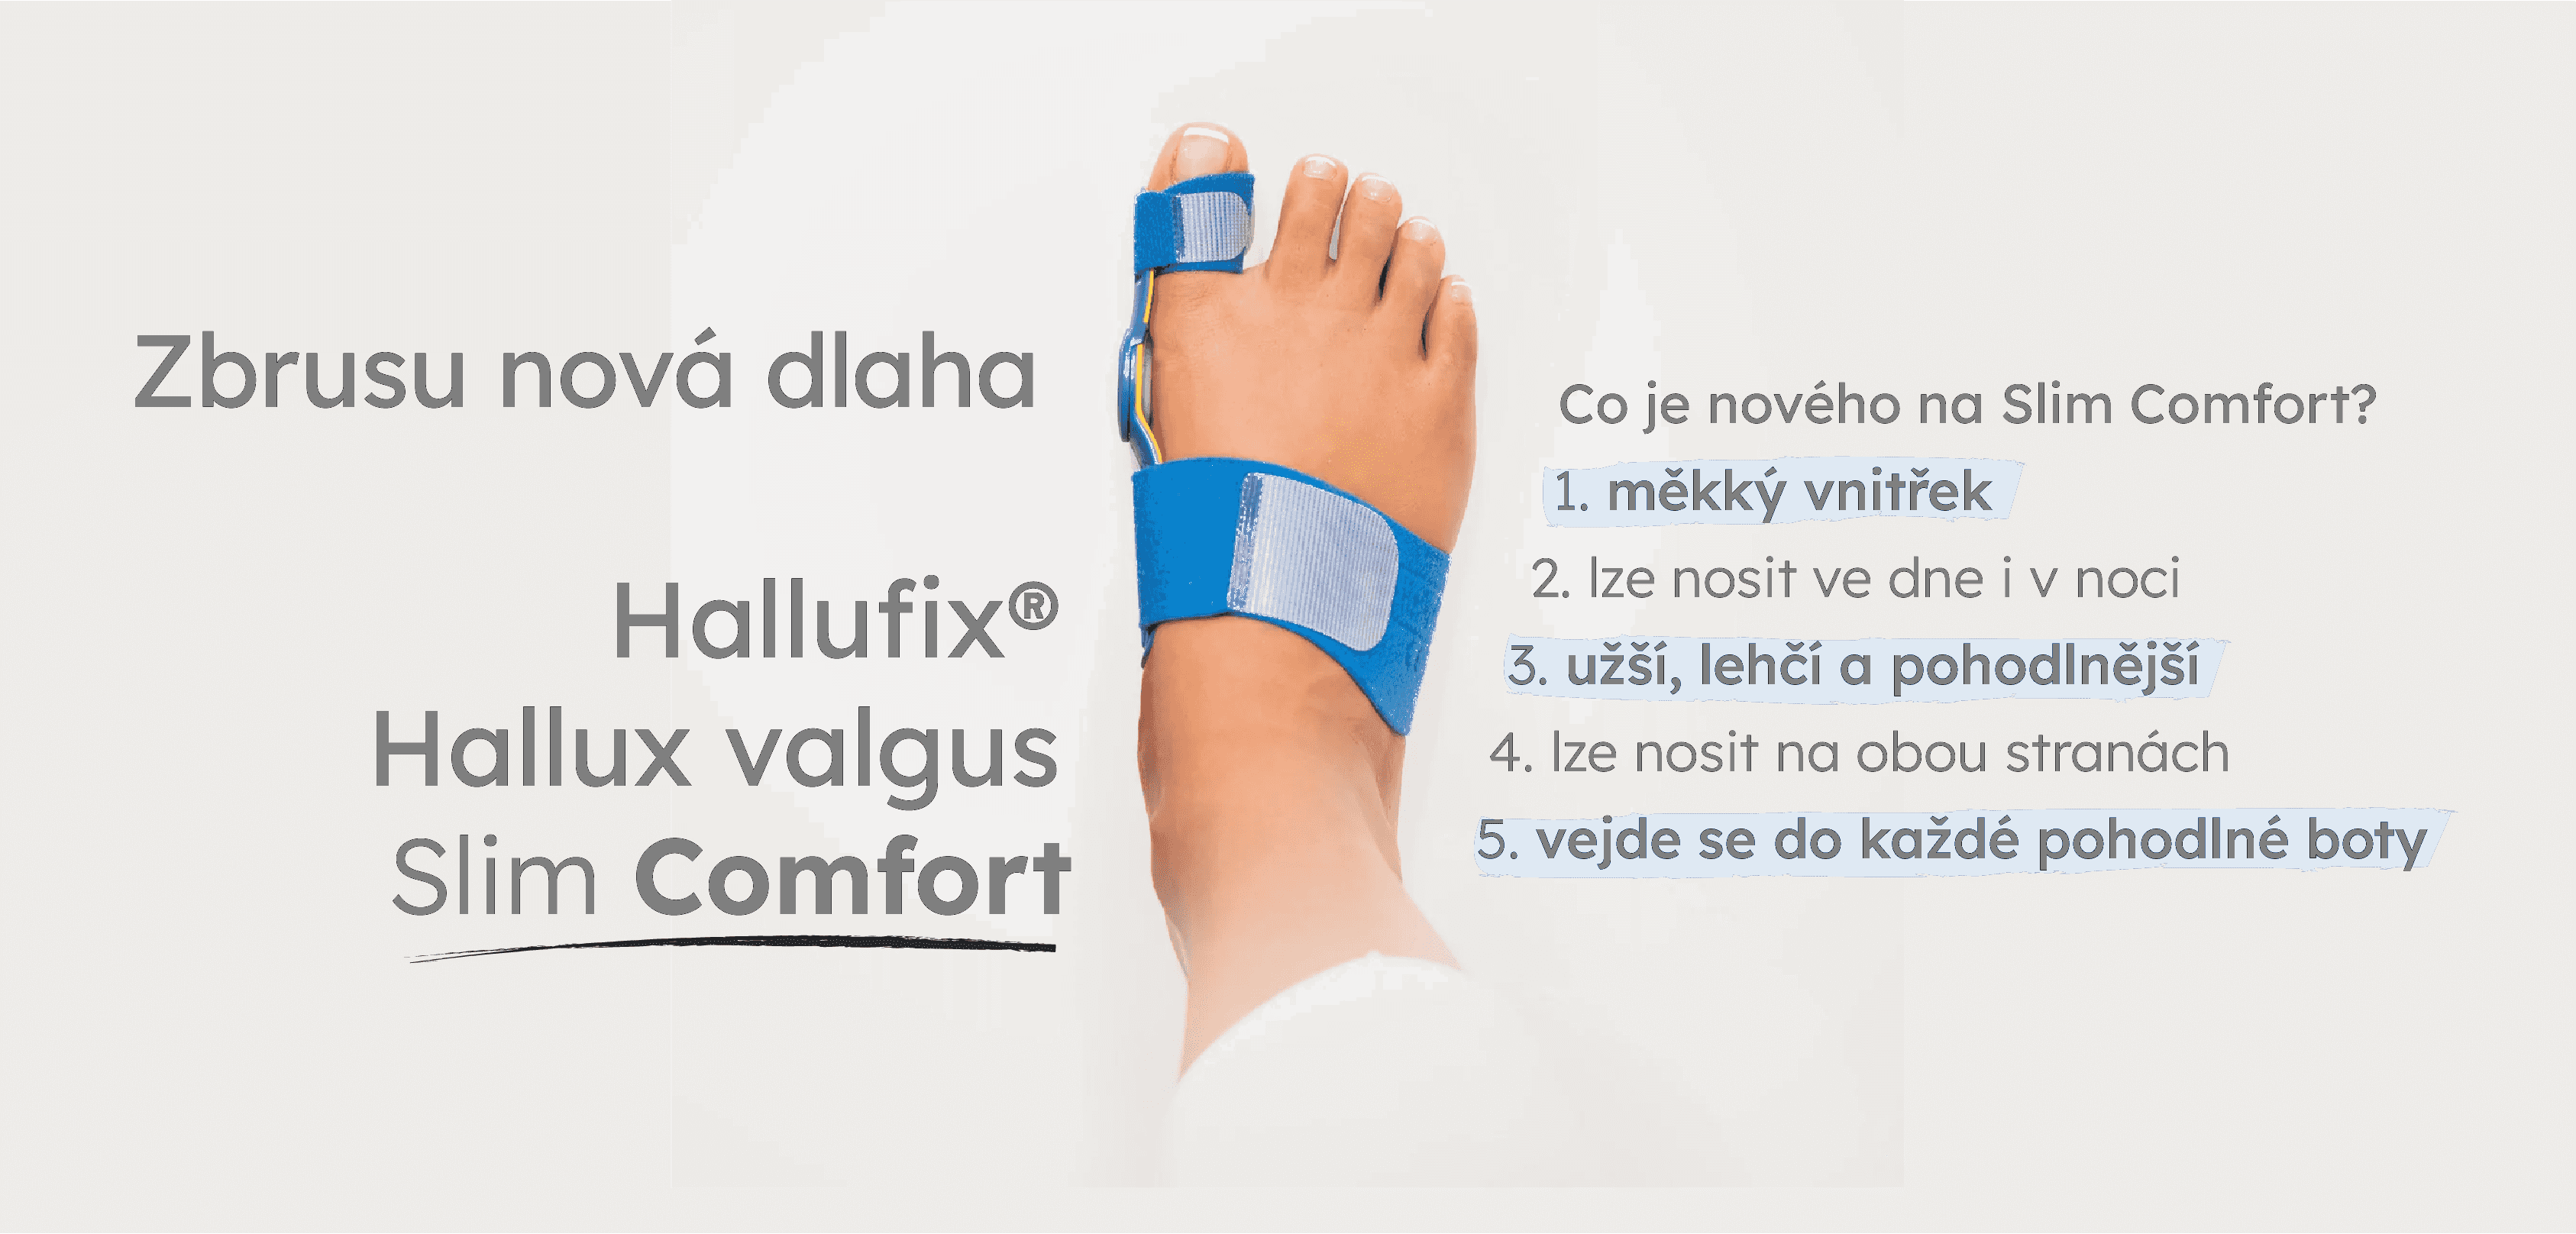 Zbrusu nová dlaha
Hallufix®
Hallux valgus
Slim Comfort
Co je nového na Slim Comfort?
1. měkký vnitřek
2. lze nosit ve dne i v noci
3. užší, lehčí a pohodlnější
4. lze nosit na obou stranách
5. vejde se do každé pohodlné boty